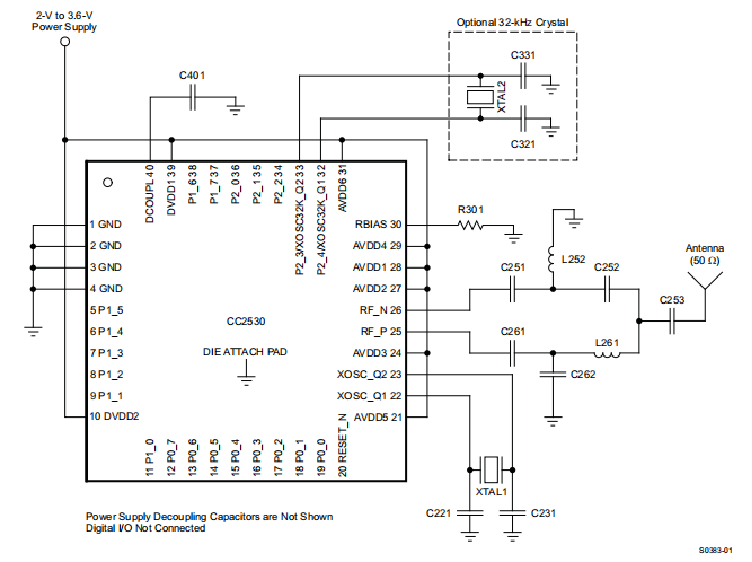 2-V to 3.6-V
Power Supply
Optional 32-kHz Crystal
C331
C401
XTAL2
C321
DCOUPL 40
DVDD1 39
P1_6 38
P1_7 37
P2_0 36
P2_1 35
P2_2 34
P2_3/XOSC32K_Q2 33
P2_4/XOSC32K_Q1 32
AVDD6 31
1 GND
2 GND
3 GND
4 GND
5 P1_5
6 P1_4
7 P1_3
8 P1_2
9 P1_1
10 DVDD2
CC2530
DIE ATTACH PAD
RBIAS 30
AVDD4 29
AVDD1 28
AVDD2 27
RF_N 26
RF_P 25
AVDD3 24
XOSC_Q2 23
XOSC_Q1 22
AVDD5 21
11 P1_0
12 P0_7
13 P0_6
14 P0_5
15 P0_4
16 P0_3
17 P0_2
18 P0_1
19 P0_0
20 RESET_N
R301
C251
L252
C252
Antenna
(50 Ω)
C253
C261
L261
C262
XTAL1
C221
C231
Power Supply Decoupling Capacitors are Not Shown
Digital I/O Not Connected
S0383-01